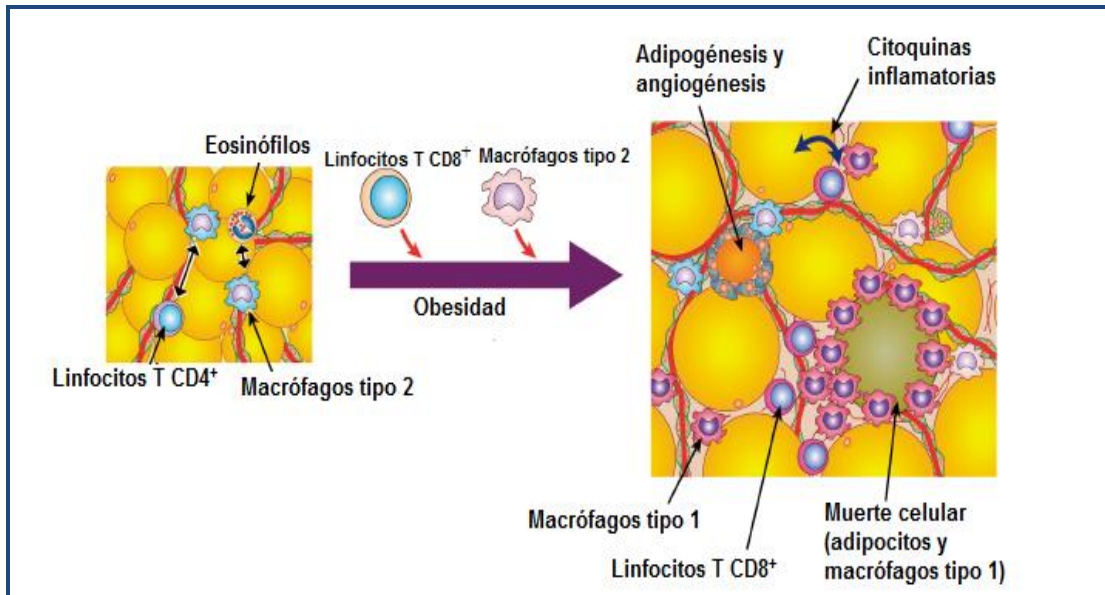 Adipogénesis y
angiogénesis
Citoquinas
inflamatorias
Eosinófilos
Linfocitos T CD8+
Macrófagos tipo 2
Obesidad
Linfocitos T CD4+
Macrófagos tipo 2
Macrófagos tipo 1
Linfocitos T CD8+
Muerte celular
(adipocitos y
macrófagos tipo 1)